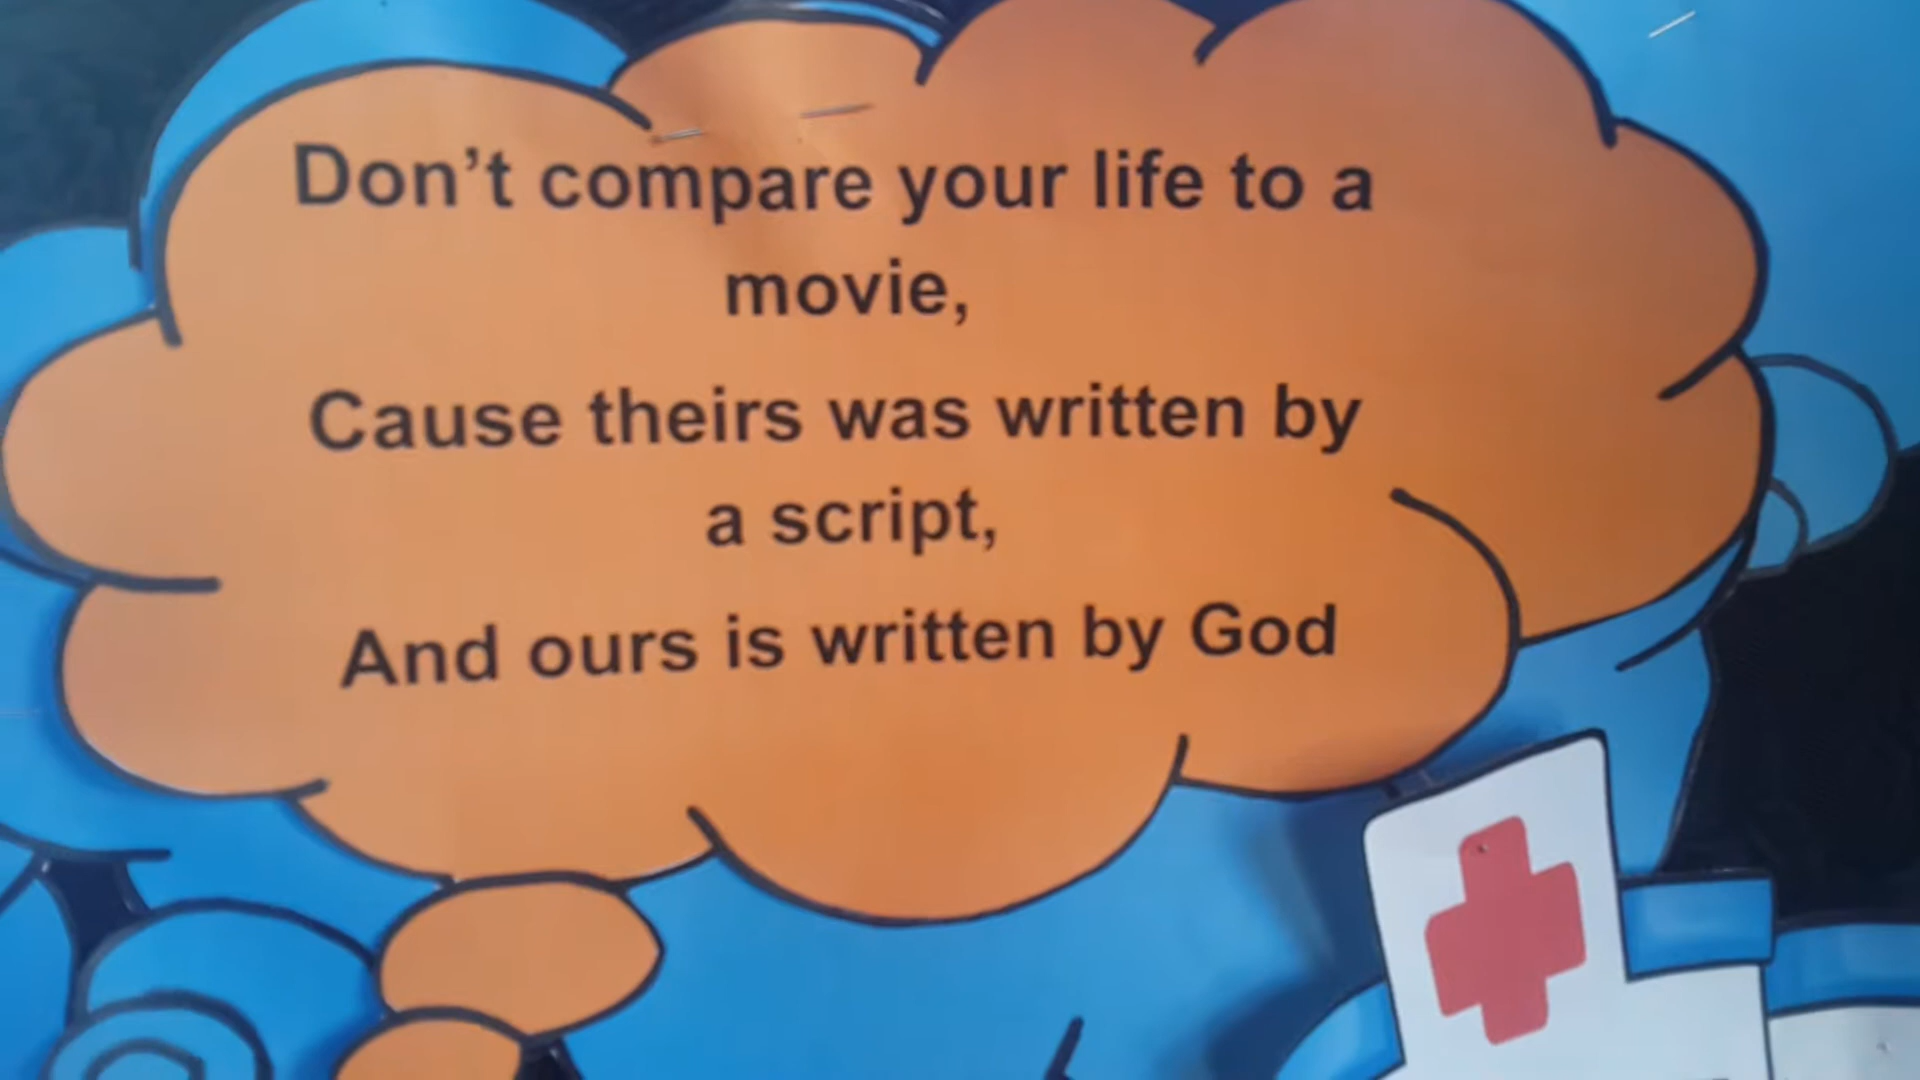 Don't compare your life to a
movie,
Cause theirs was written by
a script,
And ours is written by God